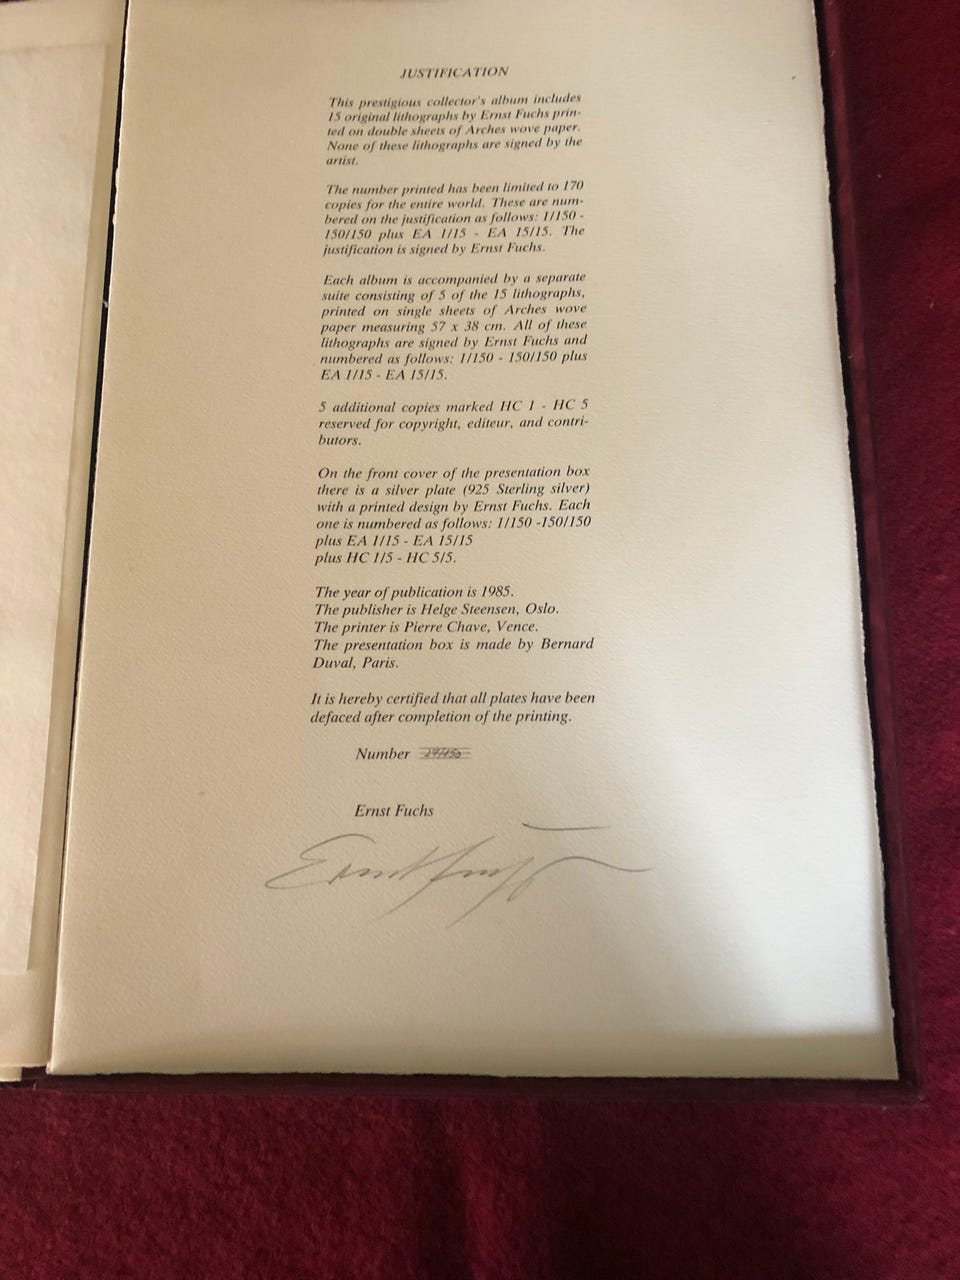 JUSTIFICATION
This prestigious collector's album includes
15 original lithographs by Ernst Fuchs prin-
ted on double sheets of Arches wove paper.
None of these lithographs are signed by the
artist.
The number printed has been limited to 170
copies for the entire world. These are num-
bered on the justification as follows: 1/150 -
150/150 plus EA 1/15 - EA 15/15. The
justification is signed by Ernst Fuchs.
Each album is accompanied by a separate
suite consisting of 5 of the 15 lithographs,
printed on single sheets of Arches wove
paper measuring 57 x 38 cm. All of these
lithographs are signed by Ernst Fuchs and
numbered as follows: 1/150 - 150/150 plus
EA 1/15 - EA 15/15.
5 additional copies marked HC 1 - HC 5
reserved for copyright, editeur, and contri-
butors.
On the front cover of the presentation box
there is a silver plate (925 Sterling silver)
with a printed design by Ernst Fuchs. Each
one is numbered as follows: 1/150 -150/150
plus EA 1/15 - EA 15/15
plus HC 1/5 - HC 5/5.
The year of publication is 1985.
The publisher is Helge Steensen, Oslo.
The printer is Pierre Chave, Vence.
The presentation box is made by Bernard
Duval, Paris.
It is hereby certified that all plates have been
defaced after completion of the printing.
Number
Ernst Fuchs
Ernst Fuchs